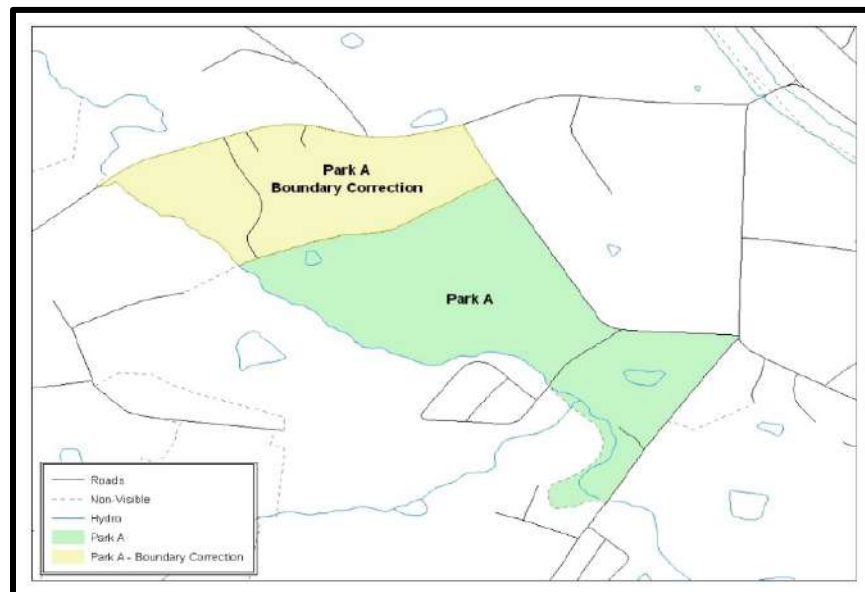 Park A
Boundary Correction
Park A
Roads
Non-Visible
Hydro
Park A
Park A - Boundary Correction